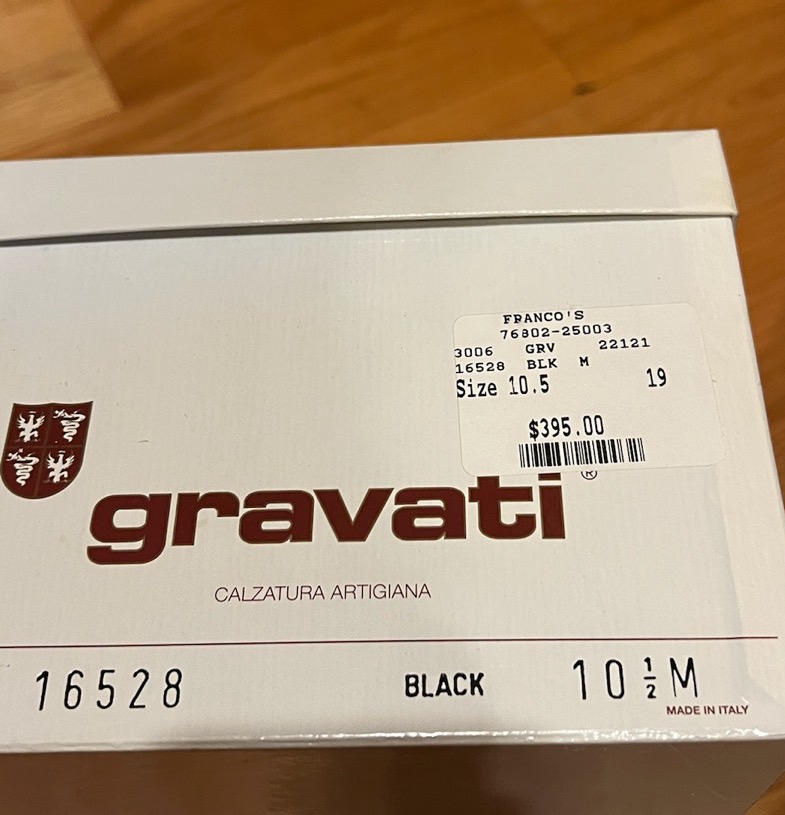 FRANCO'S
76802-25003
3006 GRV 22121
16528 BLK M
Size 10.5 19
$395.00
gravati®
CALZATURA ARTIGIANA
16528 BLACK 10 ½ M
MADE IN ITALY